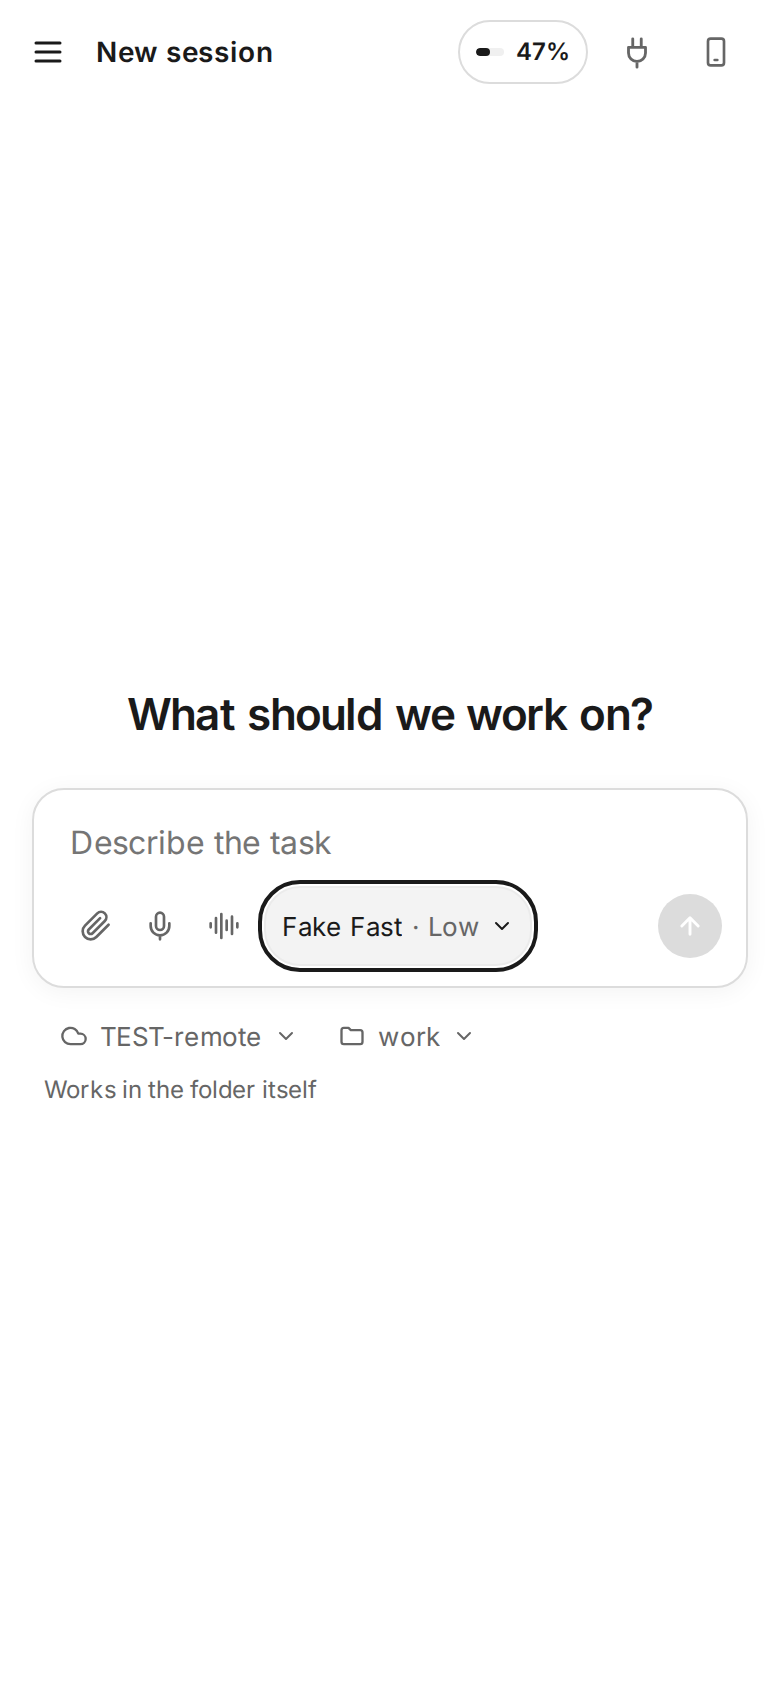 New session
47%
What should we work on?
Describe the task
Fake Fast · Low
TEST-remote
work
Works in the folder itself